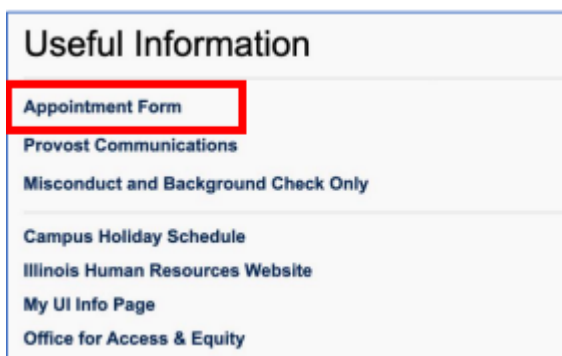 Useful Information
Appointment Form
Provost Communications
Misconduct and Background Check Only
Campus Holiday Schedule
Illinois Human Resources Website
My UI Info Page
Office for Access & Equity